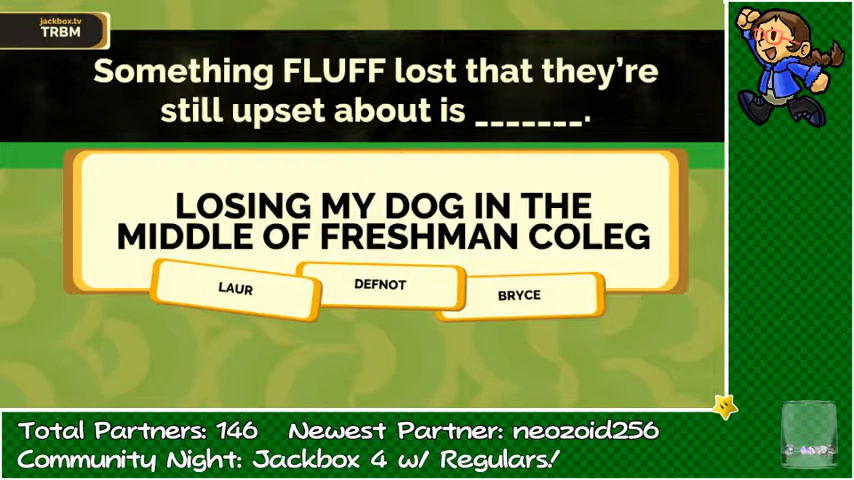 jackbox.tv
TRBM
Something FLUFF lost that they're
still upset about is _______.
LOSING MY DOG IN THE
MIDDLE OF FRESHMAN COLEG
LAUR
DEFNOT
BRYCE
Total Partners: 146 Newest Partner: neozoid256
Community Night: Jackbox 4 w/ Regulars!